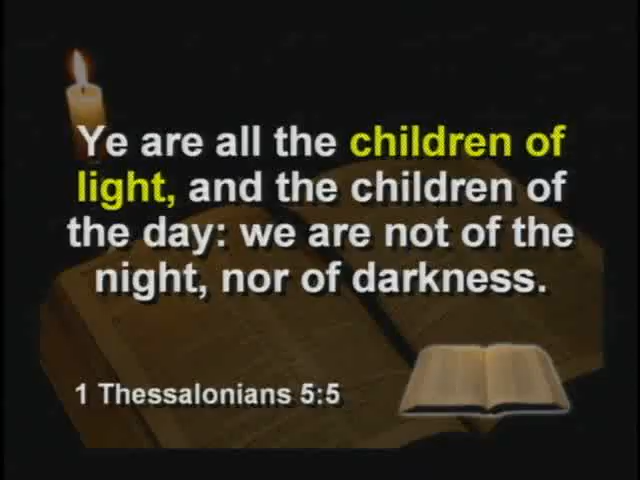 Ye are all the children of
light, and the children of
the day: we are not of the
night, nor of darkness.
1 Thessalonians 5:5